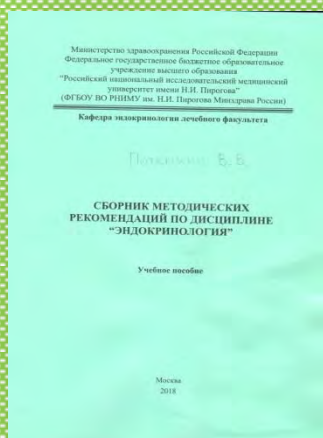 Министерство здравоохранения Российской Федерации
Федеральное государственное бюджетное образовательное
учреждение высшего образования
"Российский национальный исследовательский медицинский
университет имени Н.И. Пирогова"
(ФГБОУ ВО РНИМУ им. Н.И. Пирогова Минздрава России)
Кафедра эндокринологии лечебного факультета
В.В.
СБОРНИК МЕТОДИЧЕСКИХ
РЕКОМЕНДАЦИЙ ПО ДИСЦИПЛИНЕ
"ЭНДОКРИНОЛОГИЯ"
Учебное пособие
Москва
2018